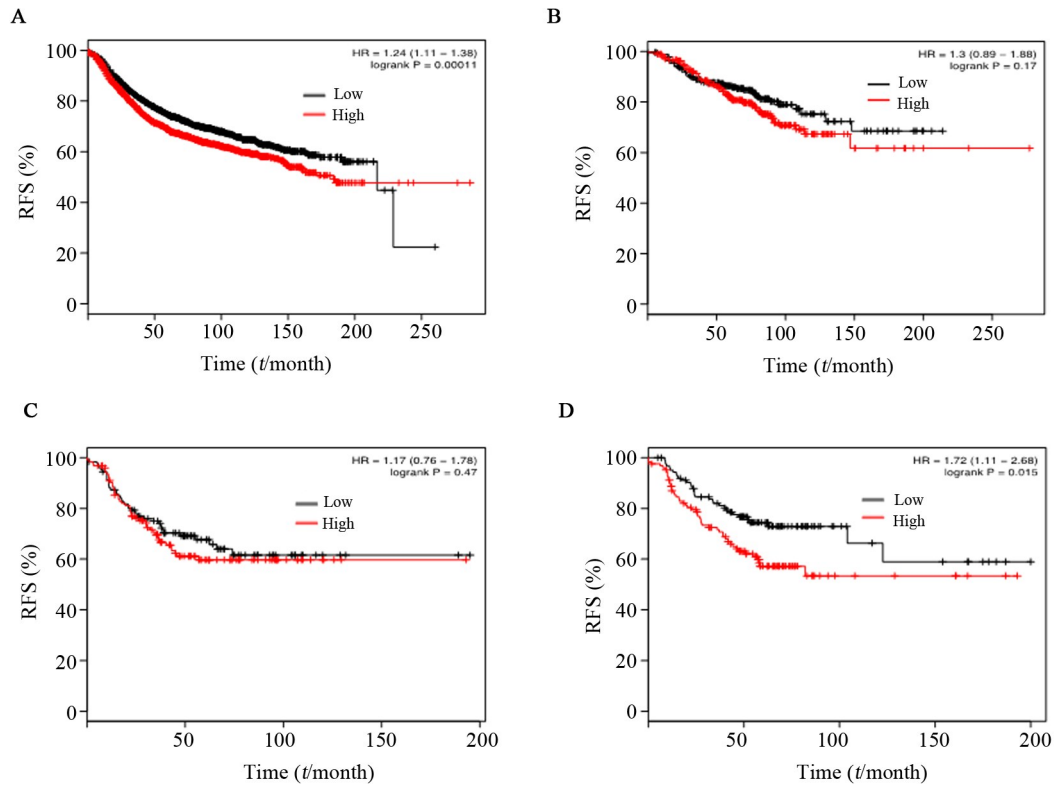 A
HR = 1.24 (1.11 – 1.38)
logrank P = 0.00011
Low
High
100
80
60
40
20
0
RFS (%)
50 100 150 200 250
Time (t/month)
B
HR = 1.3 (0.89 – 1.88)
logrank P = 0.17
Low
High
100
80
60
40
20
0
RFS (%)
50 100 150 200 250
Time (t/month)
C
HR = 1.17 (0.76 – 1.78)
logrank P = 0.47
Low
High
100
80
60
40
20
0
RFS (%)
50 100 150 200
Time (t/month)
D
HR = 1.72 (1.11 – 2.68)
logrank P = 0.015
Low
High
100
80
60
40
20
0
RFS (%)
50 100 150 200
Time (t/month)